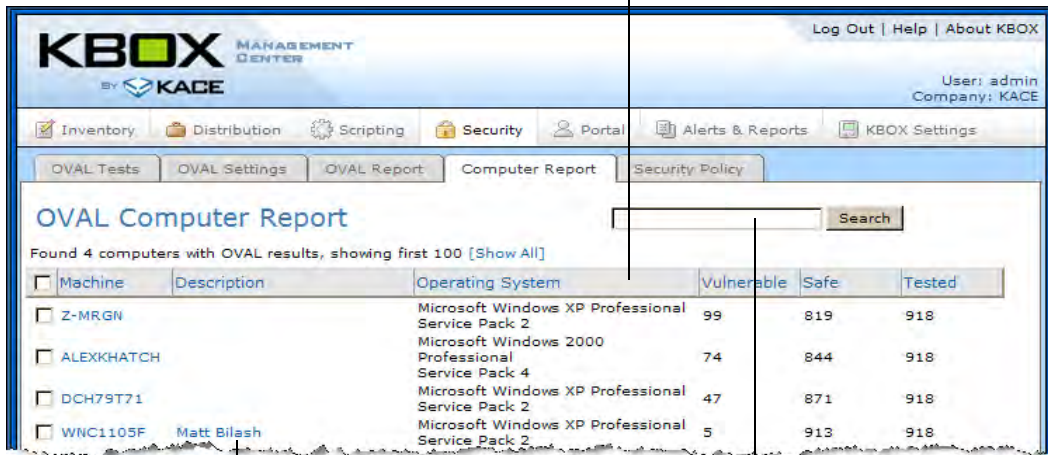 Log Out | Help | About KBOX
KBOX MANAGEMENT CENTER
BY KACE
User: admin
Company: KACE
Inventory Distribution Scripting Security Portal Alerts & Reports KBOX Settings
OVAL Tests OVAL Settings OVAL Report Computer Report Security Policy
OVAL Computer Report Search
Found 4 computers with OVAL results, showing first 100 [Show All]
Machine Description Operating System Vulnerable Safe Tested
Z-MRGN Microsoft Windows XP Professional Service Pack 2 99 819 918
ALEXKHATCH Microsoft Windows 2000 Professional Service Pack 4 74 844 918
DCH79T71 Microsoft Windows XP Professional Service Pack 2 47 871 918
WNC1105F Matt Bilash Microsoft Windows XP Professional Service Pack 2 5 913 918